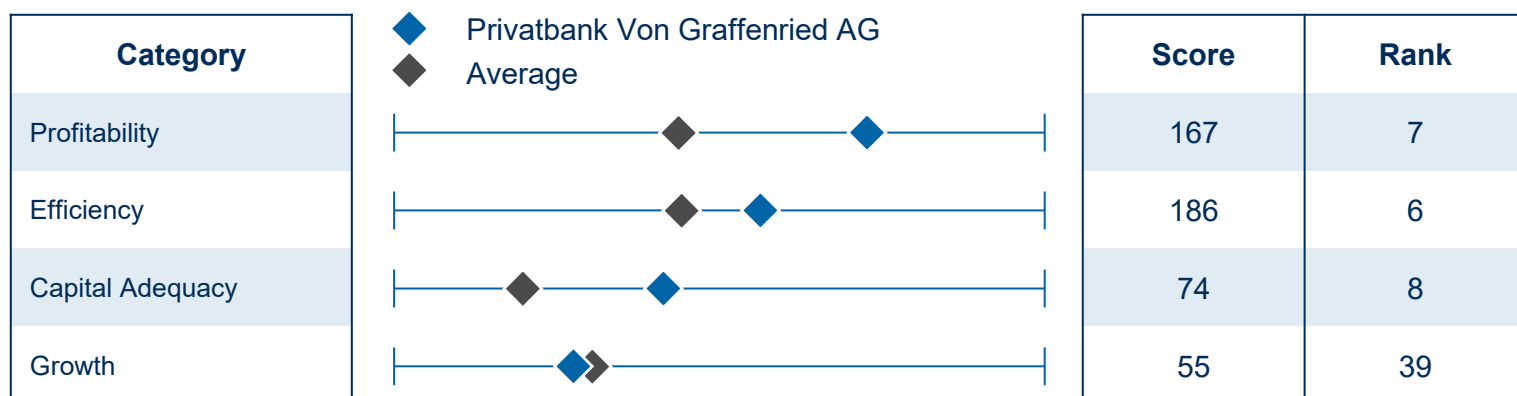 Privatbank Von Graffenried AG
Average
Category Score Rank
Profitability 167 7
Efficiency 186 6
Capital Adequacy 74 8
Growth 55 39